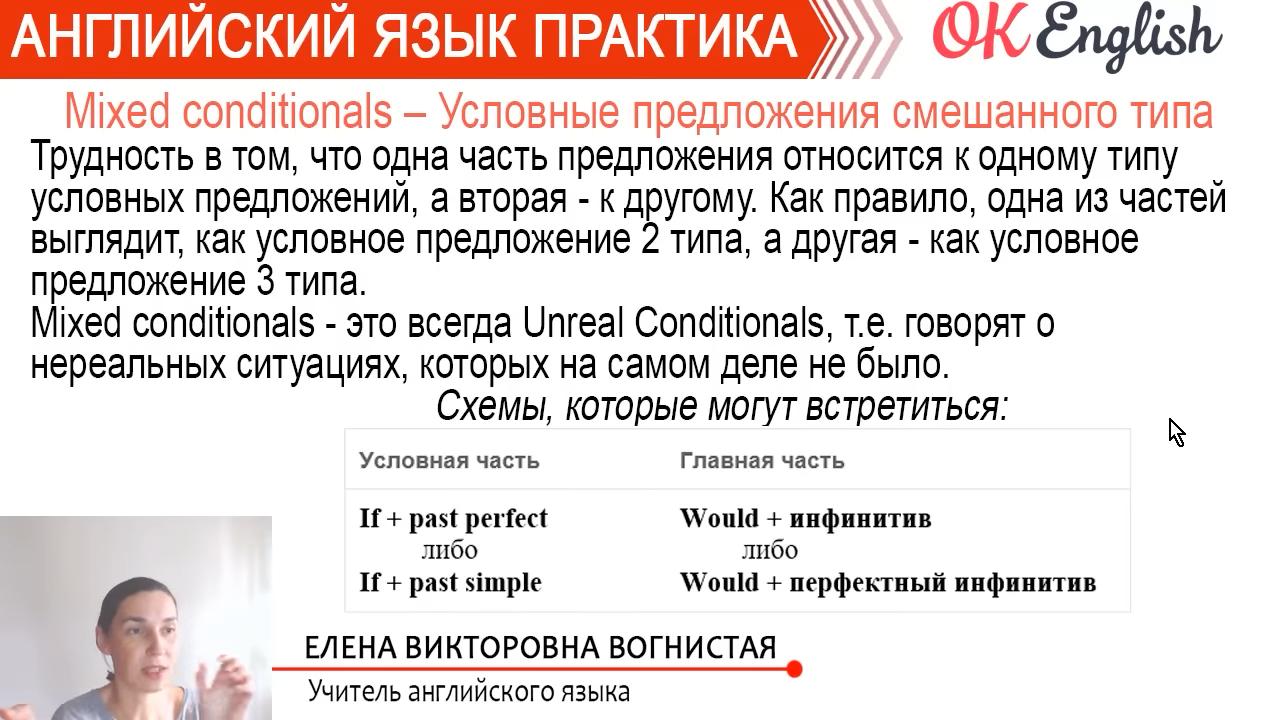 АНГЛИЙСКИЙ ЯЗЫК ПРАКТИКА
OK English
Mixed conditionals – Условные предложения смешанного типа
Трудность в том, что одна часть предложения относится к одному типу
условных предложений, а вторая - к другому. Как правило, одна из частей
выглядит, как условное предложение 2 типа, а другая - как условное
предложение 3 типа.
Mixed conditionals - это всегда Unreal Conditionals, т.е. говорят о
нереальных ситуациях, которых на самом деле не было.
Схемы, которые могут встретиться:
Условная часть Главная часть
If + past perfect Would + инфинитив
либо либо
If + past simple Would + перфектный инфинитив
ЕЛЕНА ВИКТОРОВНА ВОГНИСТАЯ
Учитель английского языка